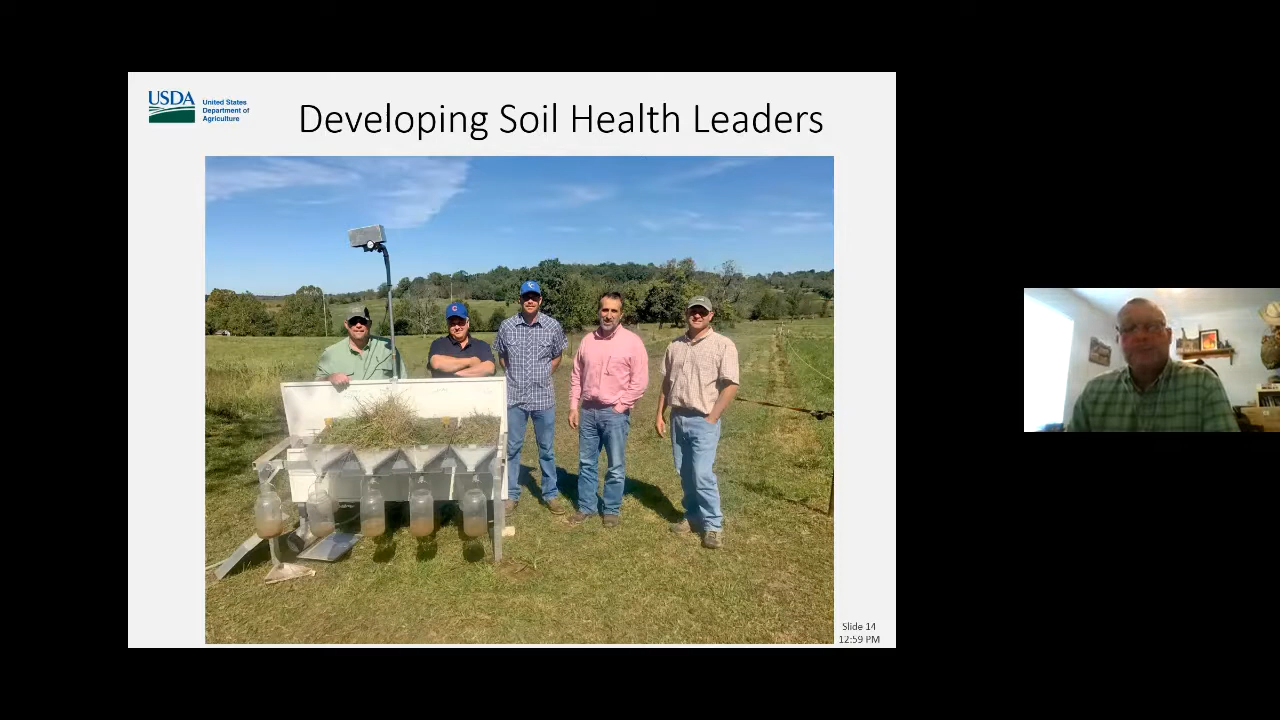 USDA
United States
Department of
Agriculture
Developing Soil Health Leaders
Slide 14
12:59 PM